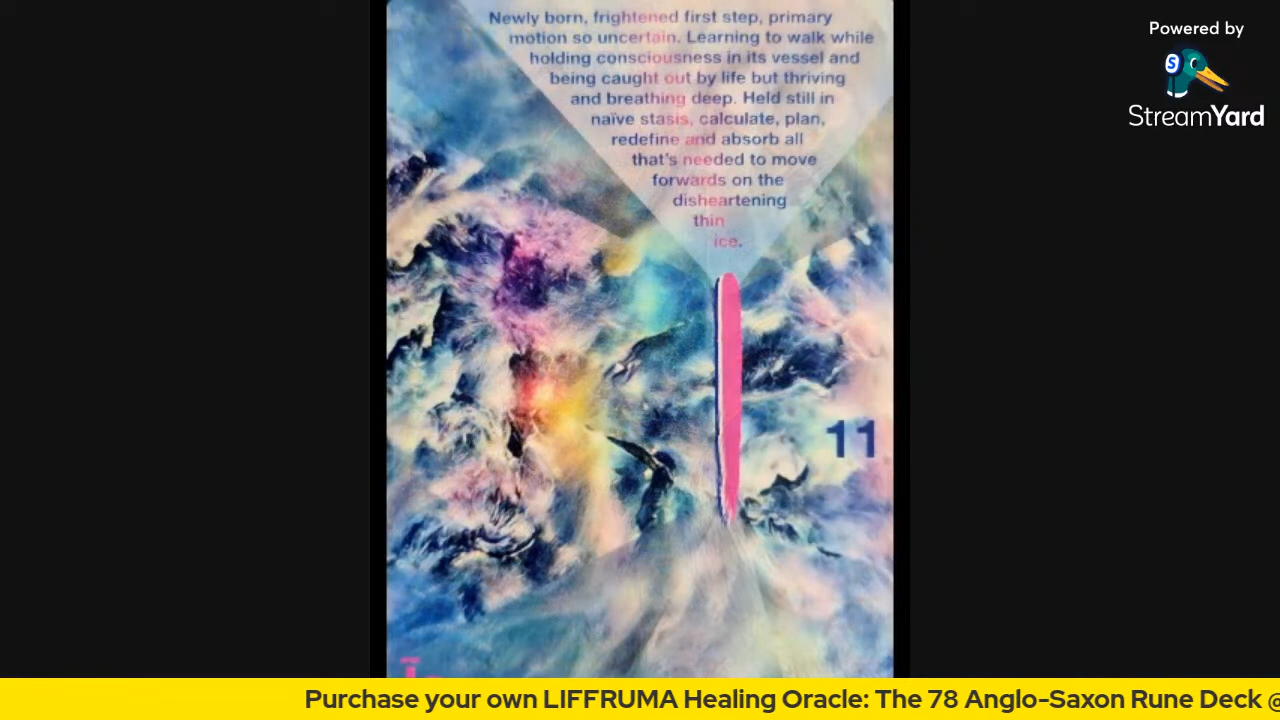 Newly born, frightened first step, primary
motion so uncertain. Learning to walk while
holding consciousness in its vessel and
being caught out by life but thriving
and breathing deep. Held still in
naïve stasis, calculate, plan,
redefine and absorb all
that's needed to move
forwards on the
disheartening
thin
ice.
11
Powered by
StreamYard
Purchase your own LIFFRUMA Healing Oracle: The 78 Anglo-Saxon Rune Deck @